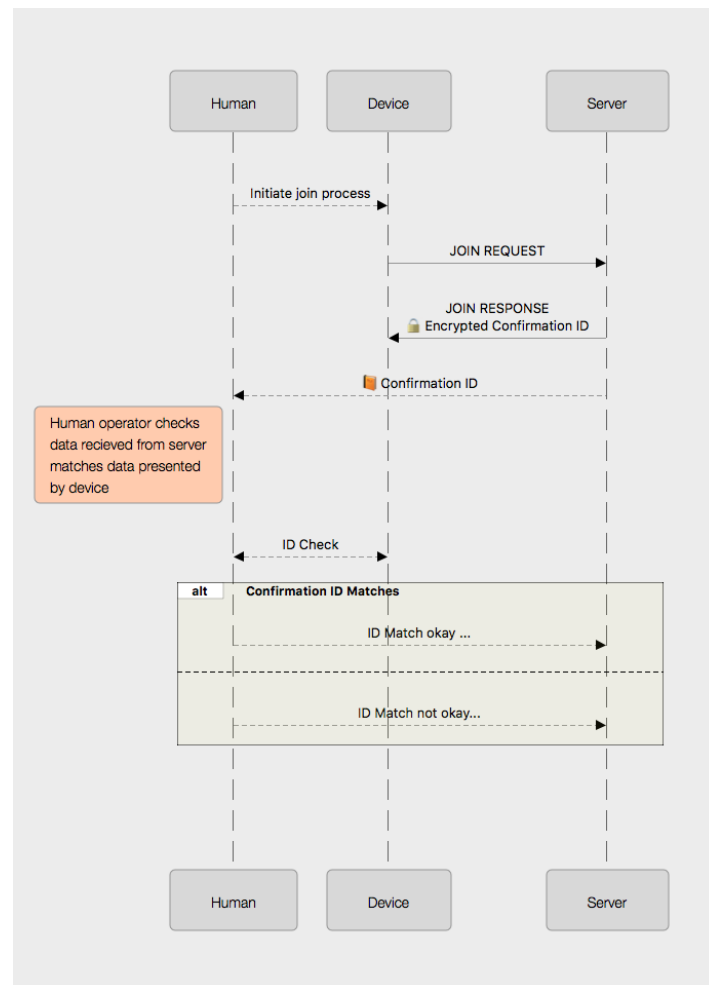 Human
Device
Server
Initiate join process
JOIN REQUEST
JOIN RESPONSE
🔒 Encrypted Confirmation ID
📙 Confirmation ID
Human operator checks
data recieved from server
matches data presented
by device
ID Check
alt
Confirmation ID Matches
ID Match okay ...
ID Match not okay...
Human
Device
Server